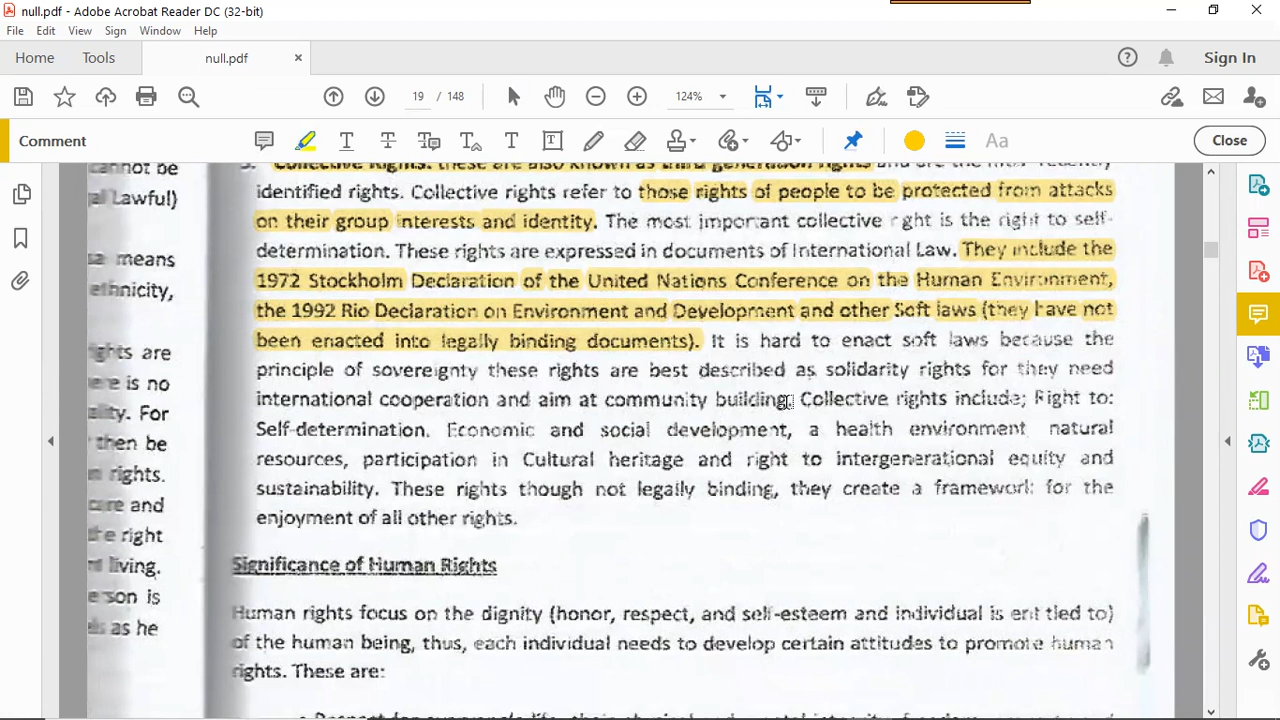 null.pdf - Adobe Acrobat Reader DC (32-bit)
File Edit View Sign Window Help
Home Tools null.pdf × Sign In
19 / 148 124%
Comment Close
cannot be
al Lawful)
means
ethnicity,
rights are
ere is no
ality. For
then be
rights.
care and
the right
living.
erson is
as he
Collective Rights: these are also known as third generation rights and are the most recently
identified rights. Collective rights refer to those rights of people to be protected from attacks
on their group interests and identity. The most important collective right is the right to self-
determination. These rights are expressed in documents of International Law. They include the
1972 Stockholm Declaration of the United Nations Conference on the Human Environment,
the 1992 Rio Declaration on Environment and Development and other Soft laws (they have not
been enacted into legally binding documents). It is hard to enact soft laws because the
principle of sovereignty these rights are best described as solidarity rights for they need
international cooperation and aim at community building. Collective rights include; Right to:
Self-determination. Economic and social development, a health environment natural
resources, participation in Cultural heritage and right to intergenerational equity and
sustainability. These rights though not legally binding, they create a framework for the
enjoyment of all other rights.
Significance of Human Rights
Human rights focus on the dignity (honor, respect, and self-esteem and individual is entitled to)
of the human being, thus, each individual needs to develop certain attitudes to promote human
rights. These are: